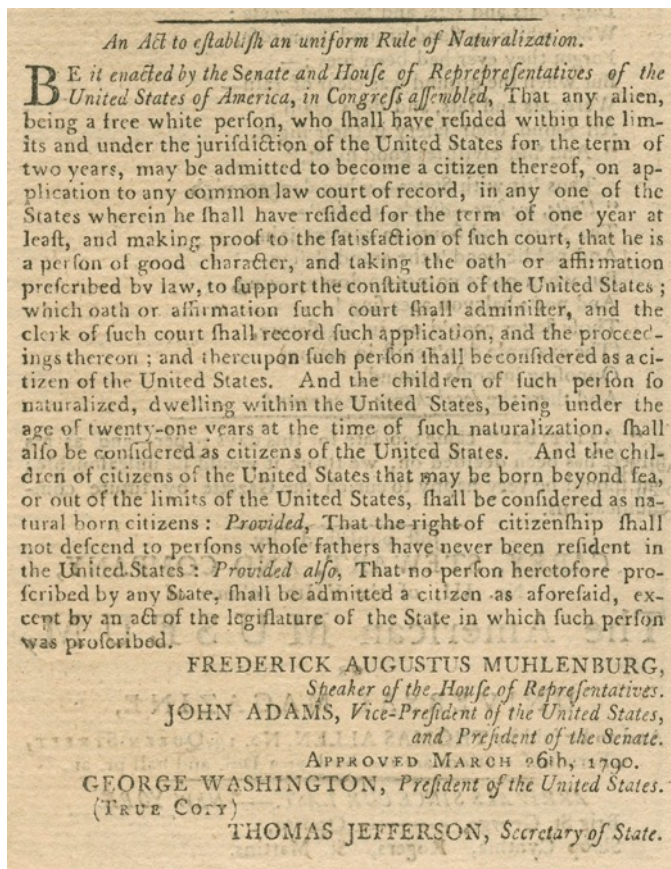 An Act to eſtabliſh an uniform Rule of Naturalization.
BE it enacted by the Senate and Houſe of Reprepreſentatives of the
United States of America, in Congreſs aſſembled, That any alien,
being a free white perſon, who ſhall have reſided within the lim-
its and under the juriſdiction of the United States for the term of
two years, may be admitted to become a citizen thereof, on ap-
plication to any common law court of record, in any one of the
States wherein he ſhall have reſided for the term of one year at
leaſt, and making proof to the ſatisfaction of ſuch court, that he is
a perſon of good character, and taking the oath or affirmation
preſcribed by law, to ſupport the conſtitution of the United States ;
which oath or affirmation ſuch court ſhall adminiſter, and the
clerk of ſuch court ſhall record ſuch application, and the proceed-
ings thereon ; and thereupon ſuch perſon ſhall be conſidered as a ci-
tizen of the United States. And the children of ſuch perſon ſo
naturalized, dwelling within the United States, being under the
age of twenty-one years at the time of ſuch naturalization. ſhall
alſo be conſidered as citizens of the United States. And the chil-
dren of citizens of the United States that may be born beyond ſea,
or out of the limits of the United States, ſhall be conſidered as na-
tural born citizens : Provided, That the right of citizenſhip ſhall
not deſcend to perſons whoſe fathers have never been reſident in
the United States : Provided alſo, That no perſon heretofore pro-
ſcribed by any State, ſhall be admitted a citizen as aforeſaid, ex-
cept by an act of the legiſlature of the State in which ſuch perſon
was proſcribed.
FREDERICK AUGUSTUS MUHLENBURG,
Speaker of the Houſe of Repreſentatives.
JOHN ADAMS, Vice-Preſident of the United States,
and Preſident of the Senate.
APPROVED MARCH 26th, 1790.
GEORGE WASHINGTON, Preſident of the United States.
(TRUE COPY)
THOMAS JEFFERSON, Secretary of State.